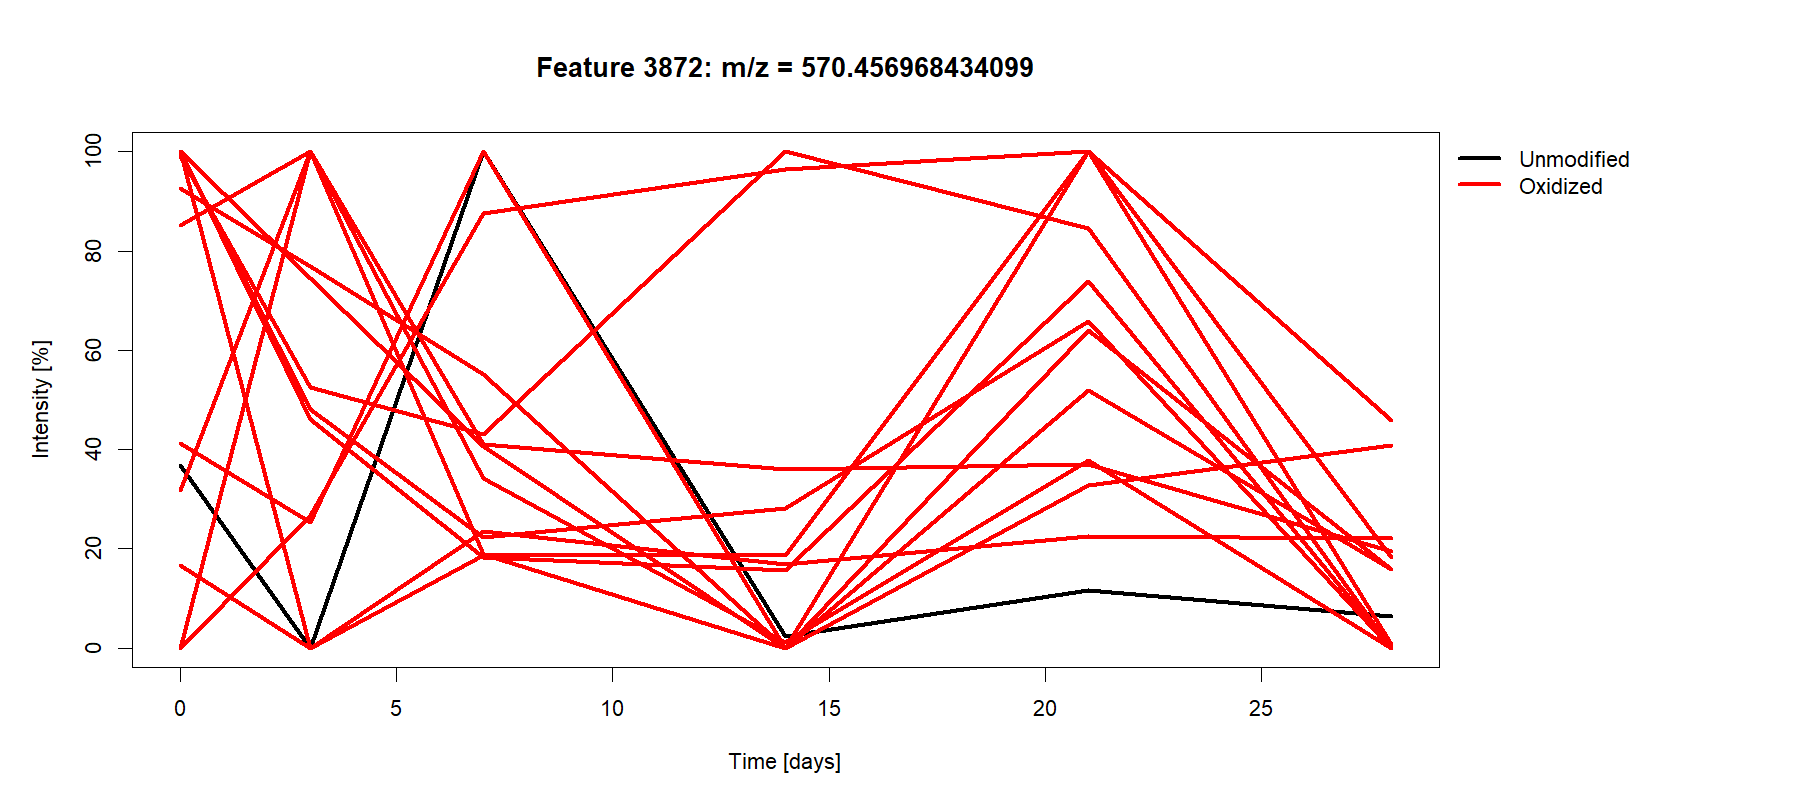 Feature 3872: m/z = 570.456968434099
Unmodified
Oxidized
Intensity [%]
100
80
60
40
20
0
0 5 10 15 20 25
Time [days]